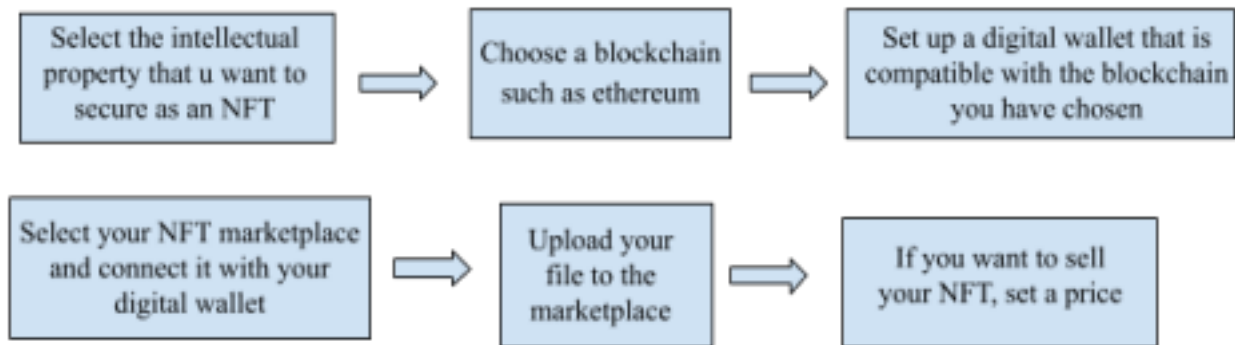 Select the intellectual
property that u want to
secure as an NFT
Choose a blockchain
such as ethereum
Set up a digital wallet that is
compatible with the blockchain
you have chosen
Select your NFT marketplace
and connect it with your
digital wallet
Upload your
file to the
marketplace
If you want to sell
your NFT, set a price